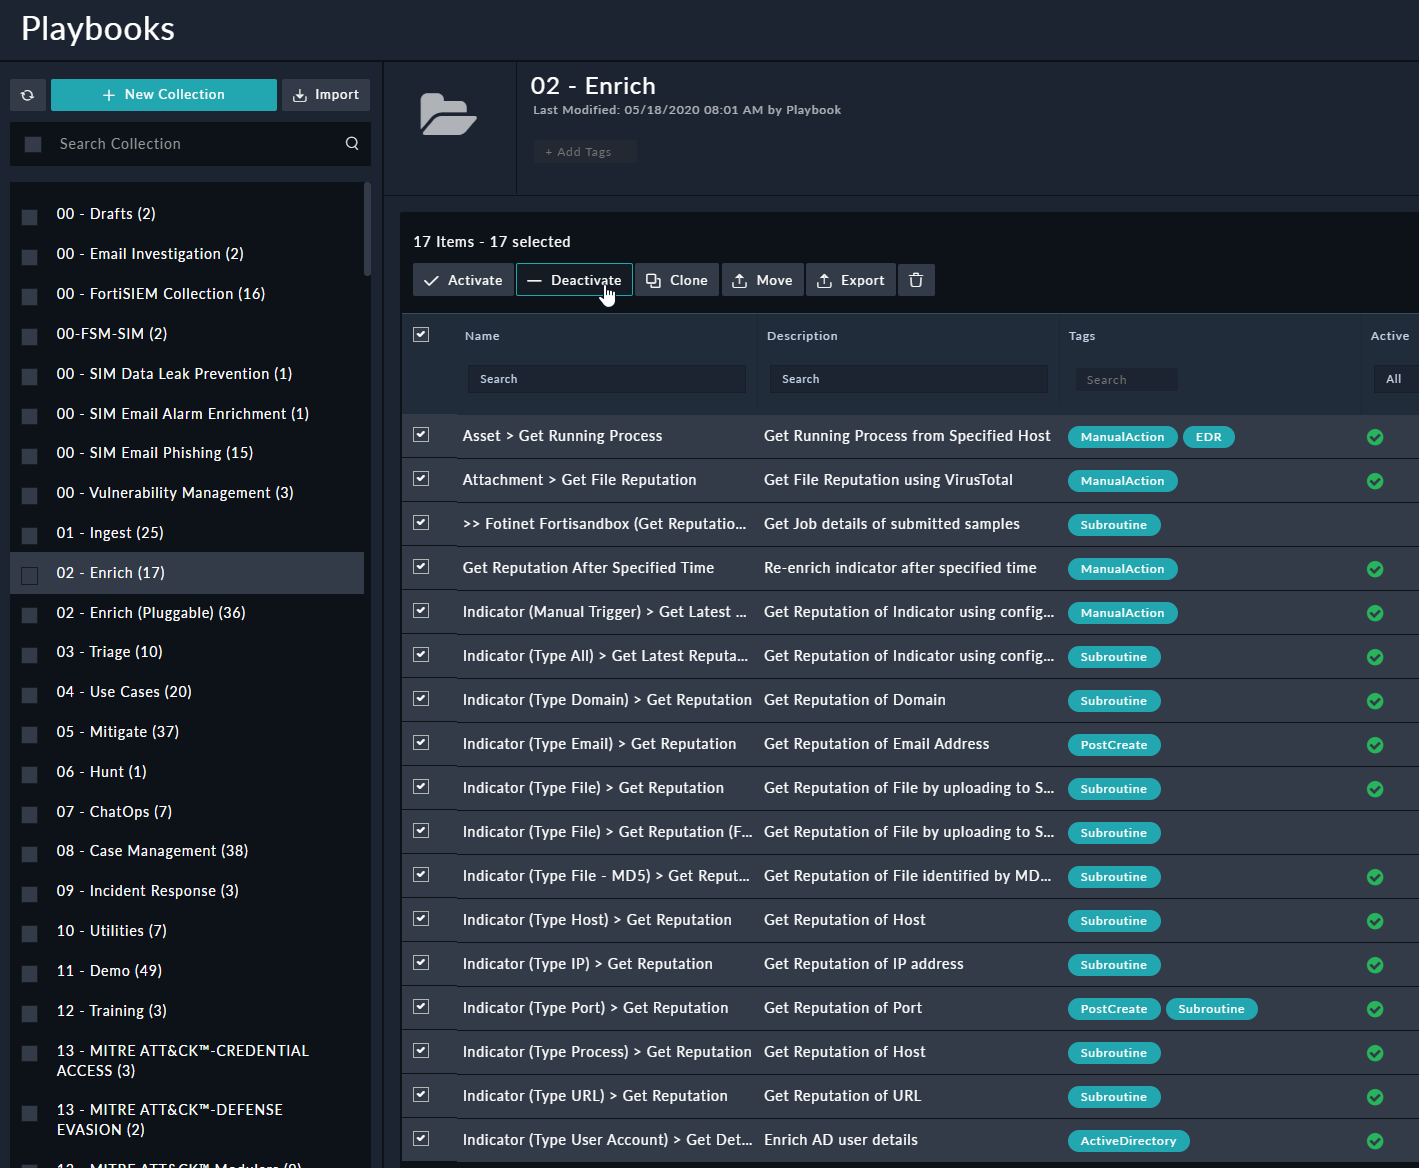 Playbooks
+ New Collection
Import
Search Collection
00 - Drafts (2)
00 - Email Investigation (2)
00 - FortiSIEM Collection (16)
00-FSM-SIM (2)
00 - SIM Data Leak Prevention (1)
00 - SIM Email Alarm Enrichment (1)
00 - SIM Email Phishing (15)
00 - Vulnerability Management (3)
01 - Ingest (25)
02 - Enrich (17)
02 - Enrich (Pluggable) (36)
03 - Triage (10)
04 - Use Cases (20)
05 - Mitigate (37)
06 - Hunt (1)
07 - ChatOps (7)
08 - Case Management (38)
09 - Incident Response (3)
10 - Utilities (7)
11 - Demo (49)
12 - Training (3)
13 - MITRE ATT&CK™-CREDENTIAL
ACCESS (3)
13 - MITRE ATT&CK™-DEFENSE
EVASION (2)
02 - Enrich
Last Modified: 05/18/2020 08:01 AM by Playbook
+ Add Tags
17 Items - 17 selected
Activate Deactivate Clone Move Export
Name Description Tags Active
Search Search Search All
Asset > Get Running Process Get Running Process from Specified Host ManualAction EDR
Attachment > Get File Reputation Get File Reputation using VirusTotal ManualAction
>> Fotinet Fortisandbox (Get Reputatio... Get Job details of submitted samples Subroutine
Get Reputation After Specified Time Re-enrich indicator after specified time ManualAction
Indicator (Manual Trigger) > Get Latest ... Get Reputation of Indicator using config... ManualAction
Indicator (Type All) > Get Latest Reputa... Get Reputation of Indicator using config... Subroutine
Indicator (Type Domain) > Get Reputation Get Reputation of Domain Subroutine
Indicator (Type Email) > Get Reputation Get Reputation of Email Address PostCreate
Indicator (Type File) > Get Reputation Get Reputation of File by uploading to S... Subroutine
Indicator (Type File) > Get Reputation (F... Get Reputation of File by uploading to S... Subroutine
Indicator (Type File - MD5) > Get Reput... Get Reputation of File identified by MD... Subroutine
Indicator (Type Host) > Get Reputation Get Reputation of Host Subroutine
Indicator (Type IP) > Get Reputation Get Reputation of IP address Subroutine
Indicator (Type Port) > Get Reputation Get Reputation of Port PostCreate Subroutine
Indicator (Type Process) > Get Reputation Get Reputation of Host Subroutine
Indicator (Type URL) > Get Reputation Get Reputation of URL Subroutine
Indicator (Type User Account) > Get Det... Enrich AD user details ActiveDirectory